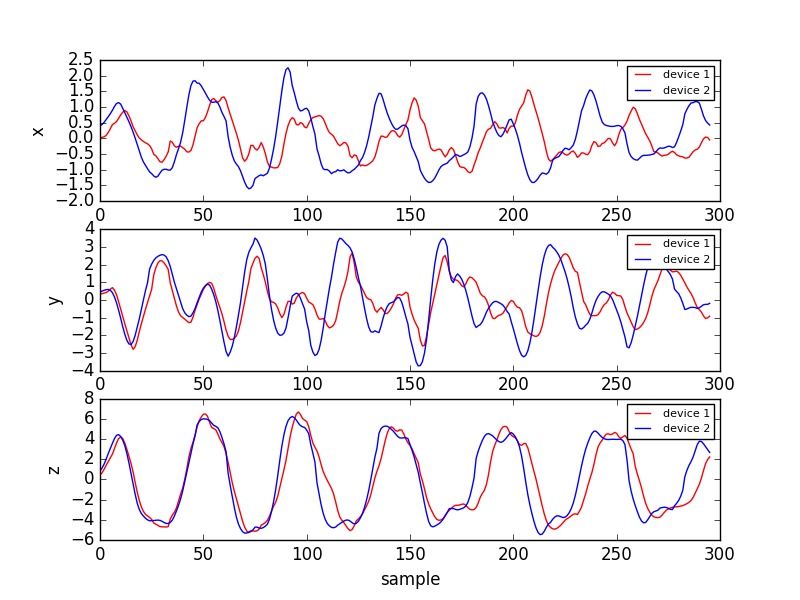 2.5
2.0
1.5
1.0
0.5
0.0
−0.5
−1.0
−1.5
−2.0
x
device 1
device 2
0 50 100 150 200 250 300
4
3
2
1
0
−1
−2
−3
−4
y
device 1
device 2
0 50 100 150 200 250 300
8
6
4
2
0
−2
−4
−6
z
device 1
device 2
0 50 100 150 200 250 300
sample